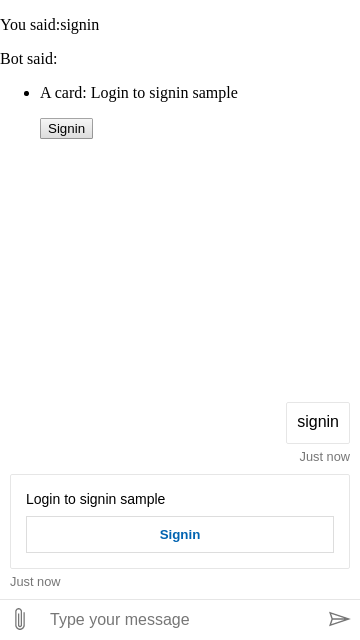 You said:signin
Bot said:
A card: Login to signin sample
Signin
signin
Just now
Login to signin sample
Signin
Just now
Type your message